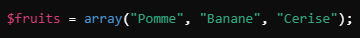 $fruits = array("Pomme", "Banane", "Cerise");